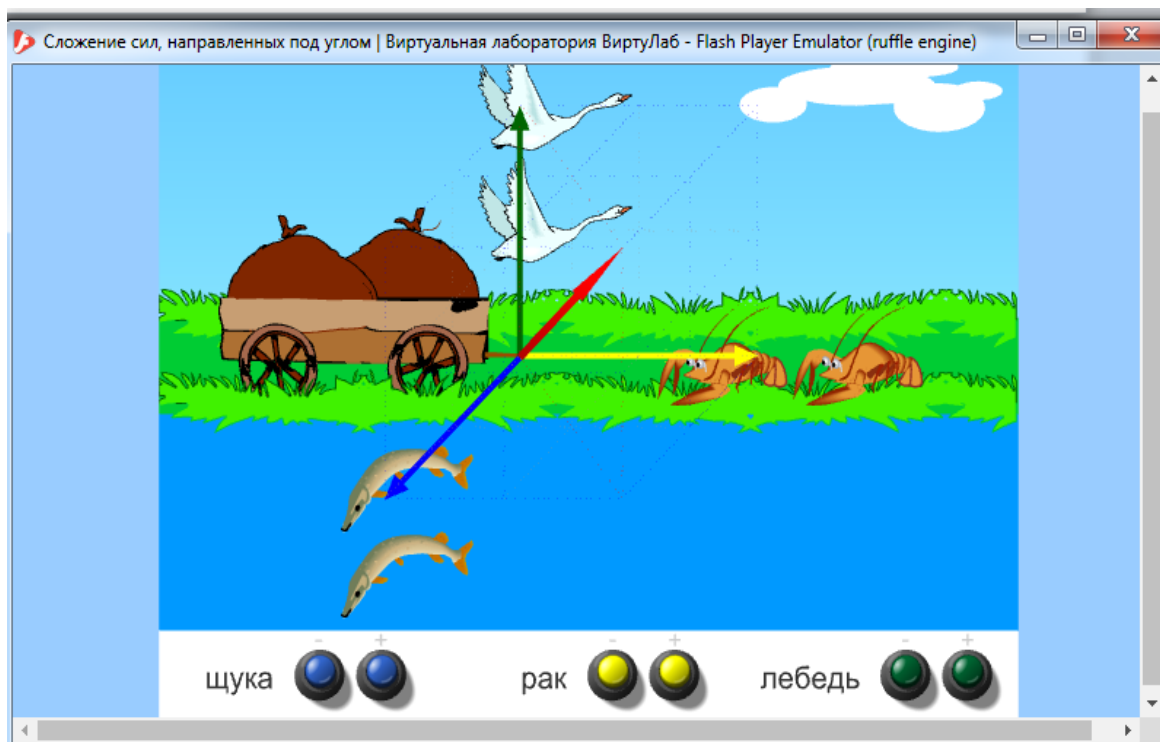 Сложение сил, направленных под углом | Виртуальная лаборатория ВиртуЛаб - Flash Player Emulator (ruffle engine)
- + - + - +
щука рак лебедь